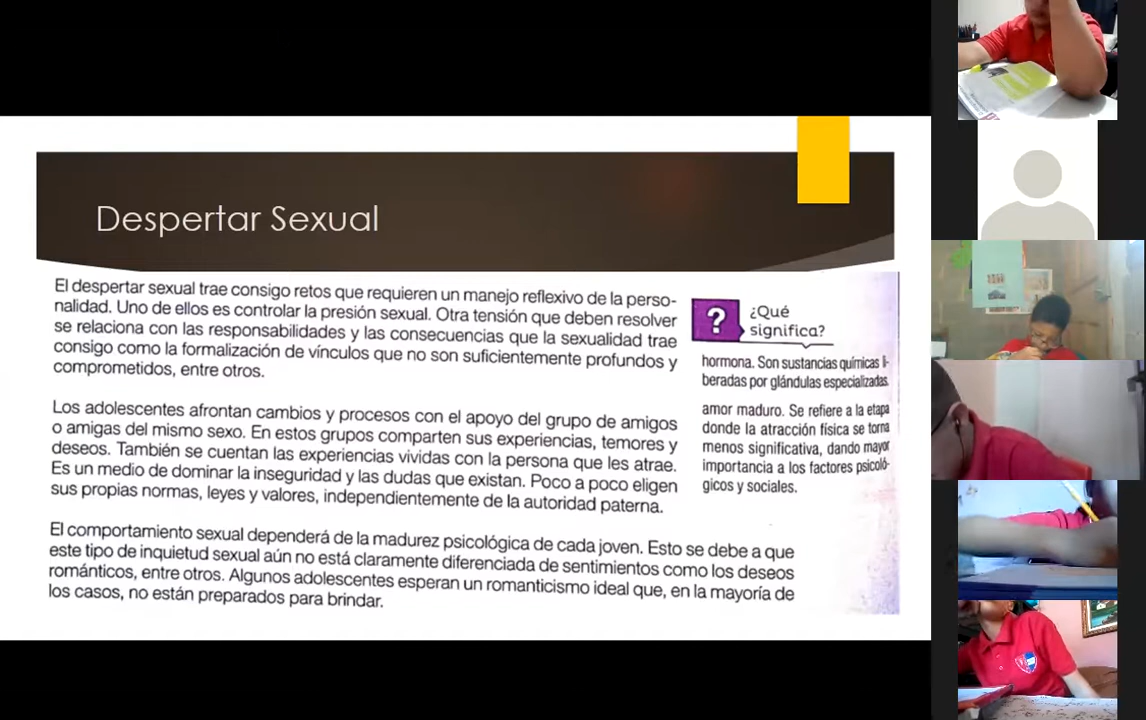 Despertar Sexual
El despertar sexual trae consigo retos que requieren un manejo reflexivo de la perso-
nalidad. Uno de ellos es controlar la presión sexual. Otra tensión que deben resolver
se relaciona con las responsabilidades y las consecuencias que la sexualidad trae
consigo como la formalización de vínculos que no son suficientemente profundos y
comprometidos, entre otros.
Los adolescentes afrontan cambios y procesos con el apoyo del grupo de amigos
o amigas del mismo sexo. En estos grupos comparten sus experiencias, temores y
deseos. También se cuentan las experiencias vividas con la persona que les atrae.
Es un medio de dominar la inseguridad y las dudas que existan. Poco a poco eligen
sus propias normas, leyes y valores, independientemente de la autoridad paterna.
El comportamiento sexual dependerá de la madurez psicológica de cada joven. Esto se debe a que
este tipo de inquietud sexual aún no está claramente diferenciada de sentimientos como los deseos
románticos, entre otros. Algunos adolescentes esperan un romanticismo ideal que, en la mayoría de
los casos, no están preparados para brindar.
?
¿Qué
significa?
hormona. Son sustancias químicas li-
beradas por glándulas especializadas.
amor maduro. Se refiere a la etapa
donde la atracción física se torna
menos significativa, dando mayor
importancia a los factores psicoló-
gicos y sociales.